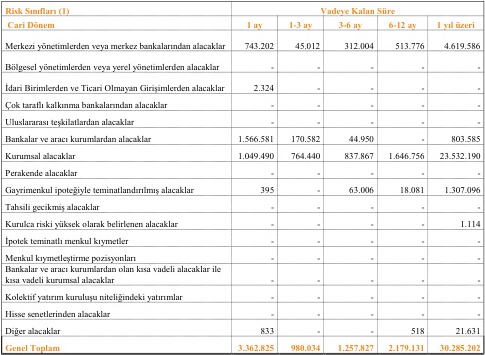 Risk Sınıfları (1) Vadeye Kalan Süre
Cari Dönem 1 ay 1-3 ay 3-6 ay 6-12 ay 1 yıl üzeri
Merkezi yönetimlerden veya merkez bankalarından alacaklar 743.202 45.012 312.004 513.776 4.619.586
Bölgesel yönetimlerden veya yerel yönetimlerden alacaklar - - - - -
İdari Birimlerden ve Ticari Olmayan Girişimlerden alacaklar 2.324 - - - -
Çok taraflı kalkınma bankalarından alacaklar - - - - -
Uluslararası teşkilatlardan alacaklar - - - - -
Bankalar ve aracı kurumlardan alacaklar 1.566.581 170.582 44.950 - 803.585
Kurumsal alacaklar 1.049.490 764.440 837.867 1.646.756 23.532.190
Perakende alacaklar - - - - -
Gayrimenkul ipoteğiyle teminatlandırılmış alacaklar 395 - 63.006 18.081 1.307.096
Tahsili gecikmiş alacaklar - - - - -
Kurulca riski yüksek olarak belirlenen alacaklar - - - - 1.114
İpotek teminatlı menkul kıymetler - - - - -
Menkul kıymetleştirme pozisyonları - - - - -
Bankalar ve aracı kurumlardan olan kısa vadeli alacaklar ile
kısa vadeli kurumsal alacaklar - - - - -
Kolektif yatırım kuruluşu niteliğindeki yatırımlar - - - - -
Hisse senetlerinden alacaklar - - - - -
Diğer alacaklar 833 - - 518 21.631
Genel Toplam 3.362.825 980.034 1.257.827 2.179.131 30.285.202